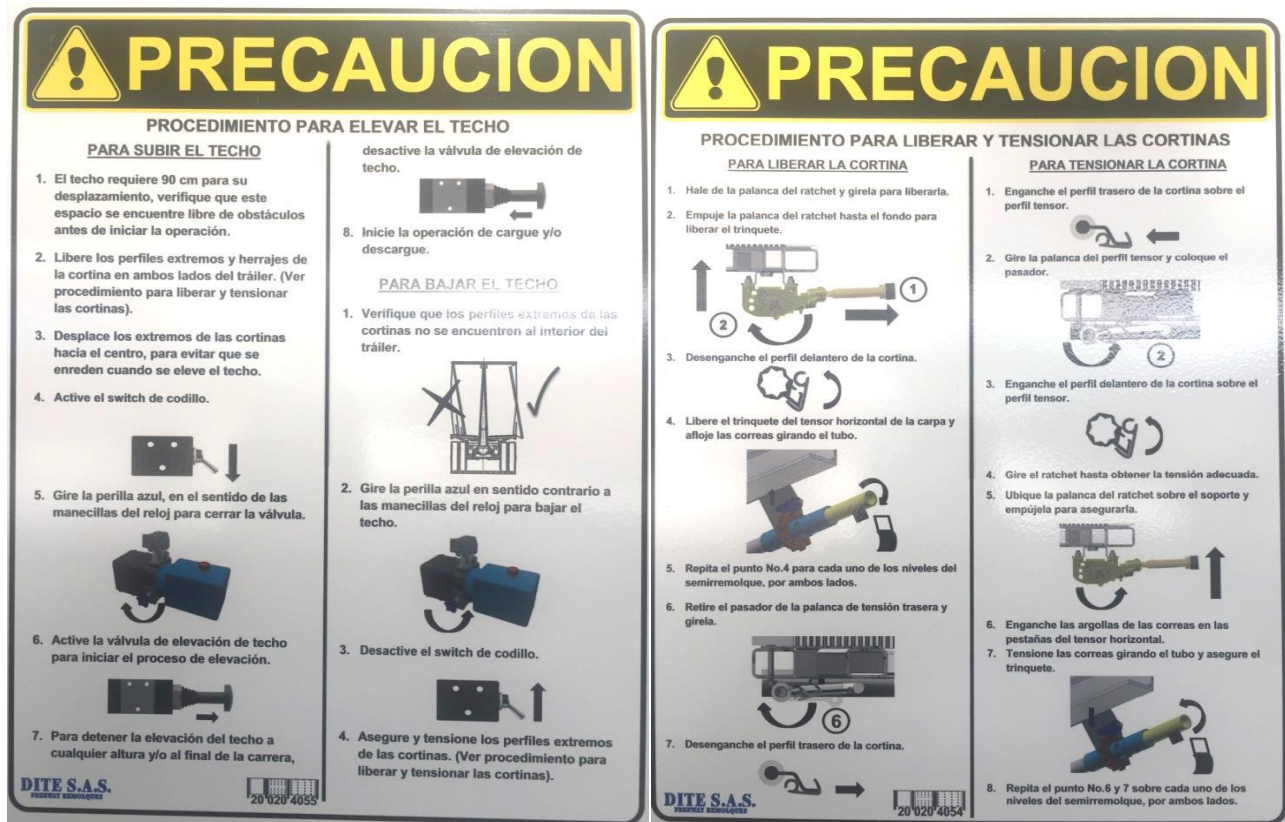 PRECAUCION
PROCEDIMIENTO PARA ELEVAR EL TECHO
PARA SUBIR EL TECHO
1. El techo requiere 90 cm para su
desplazamiento, verifique que este
espacio se encuentre libre de obstáculos
antes de iniciar la operación.
2. Libere los perfiles extremos y herrajes de
la cortina en ambos lados del tráiler. (Ver
procedimiento para liberar y tensionar
las cortinas).
3. Desplace los extremos de las cortinas
hacia el centro, para evitar que se
enreden cuando se eleve el techo.
4. Active el switch de codillo.
5. Gire la perilla azul, en el sentido de las
manecillas del reloj para cerrar la válvula.
6. Active la válvula de elevación de techo
para iniciar el proceso de elevación.
7. Para detener la elevación del techo a
cualquier altura y/o al final de la carrera,
desactive la válvula de elevación de
techo.
8. Inicie la operación de cargue y/o
descargue.
PARA BAJAR EL TECHO
1. Verifique que los perfiles extremos de las
cortinas no se encuentren al interior del
tráiler.
2. Gire la perilla azul en sentido contrario a
las manecillas del reloj para bajar el
techo.
3. Desactive el switch de codillo.
4. Asegure y tensione los perfiles extremos
de las cortinas. (Ver procedimiento para
liberar y tensionar las cortinas).
DITE S.A.S.
FREEWAY REMOLQUES
20 020 4055
PRECAUCION
PROCEDIMIENTO PARA LIBERAR Y TENSIONAR LAS CORTINAS
PARA LIBERAR LA CORTINA
1. Hale de la palanca del ratchet y girela para liberarla.
2. Empuje la palanca del ratchet hasta el fondo para
liberar el trinquete.
1
2
3. Desenganche el perfil delantero de la cortina.
4. Libere el trinquete del tensor horizontal de la carpa y
afloje las correas girando el tubo.
5. Repita el punto No.4 para cada uno de los niveles del
semirremolque, por ambos lados.
6. Retire el pasador de la palanca de tensión trasera y
girela.
6
7. Desenganche el perfil trasero de la cortina.
PARA TENSIONAR LA CORTINA
1. Enganche el perfil trasero de la cortina sobre el
perfil tensor.
2. Gire la palanca del perfil tensor y coloque el
pasador.
2
3. Enganche el perfil delantero de la cortina sobre el
perfil tensor.
4. Gire el ratchet hasta obtener la tensión adecuada.
5. Ubique la palanca del ratchet sobre el soporte y
empújela para asegurarla.
6. Enganche las argollas de las correas en las
pestañas del tensor horizontal.
7. Tensione las correas girando el tubo y asegure el
trinquete.
8. Repita el punto No.6 y 7 sobre cada uno de los
niveles del semirremolque, por ambos lados.
DITE S.A.S.
FREEWAY REMOLQUES
20 020 4054